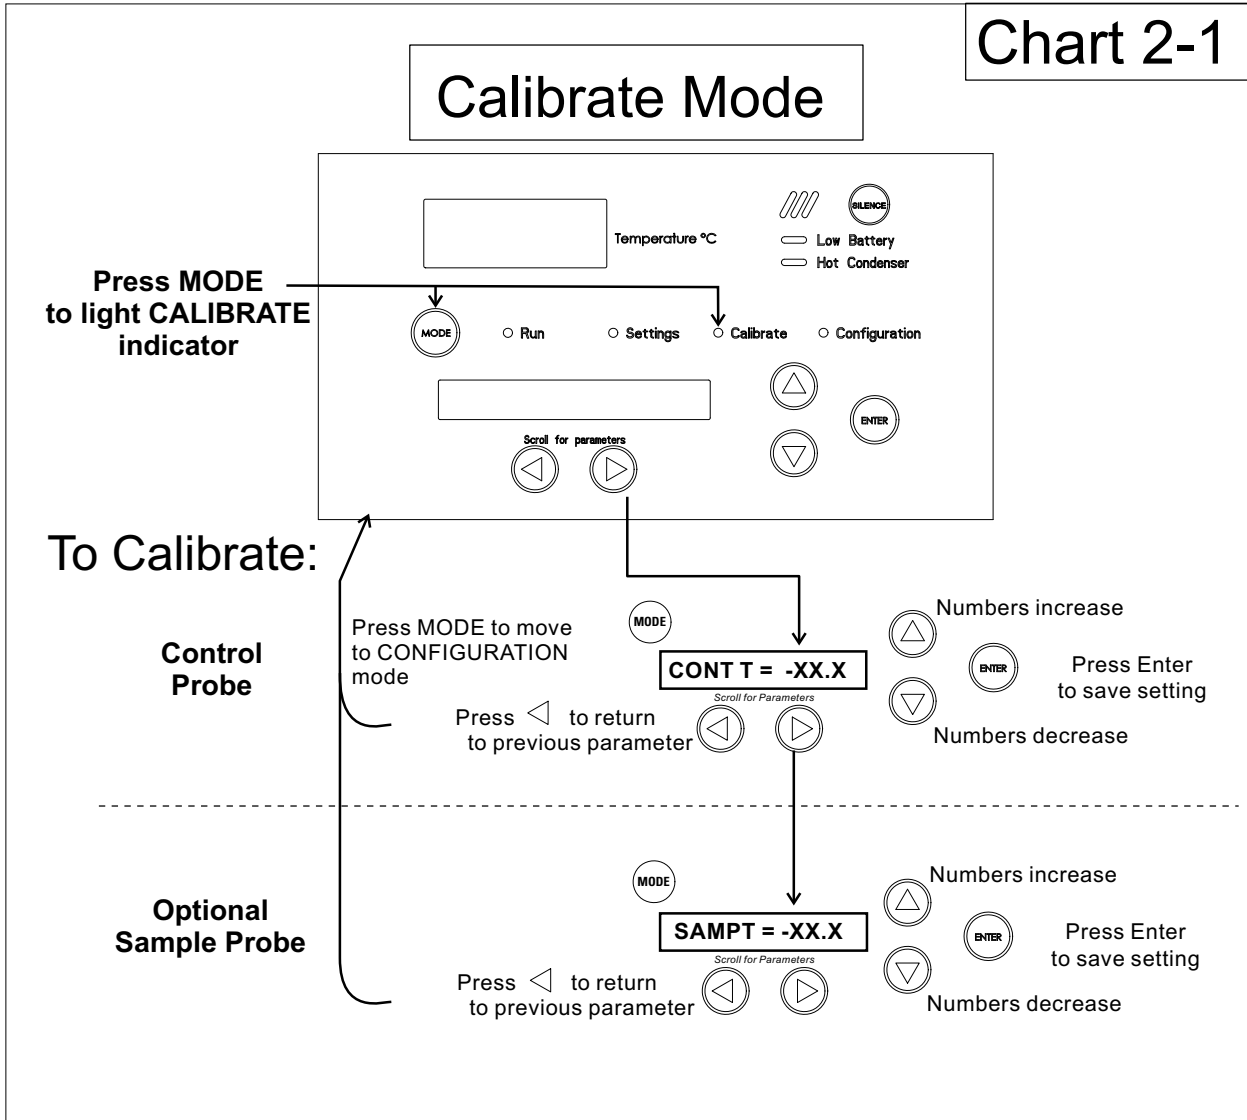 Chart 2-1
Calibrate Mode
SILENCE
Temperature ºC
Low Battery
Hot Condenser
Press MODE
to light CALIBRATE
indicator
MODE
Run
Settings
Calibrate
Configuration
ENTER
Scroll for parameters
To Calibrate:
Control
Probe
Press MODE to move
to CONFIGURATION
mode
MODE
CONT T = -XX.X
Scroll for Parameters
Press to return
to previous parameter
Numbers increase
ENTER
Press Enter
to save setting
Numbers decrease
Optional
Sample Probe
MODE
SAMPT = -XX.X
Scroll for Parameters
Press to return
to previous parameter
Numbers increase
ENTER
Press Enter
to save setting
Numbers decrease